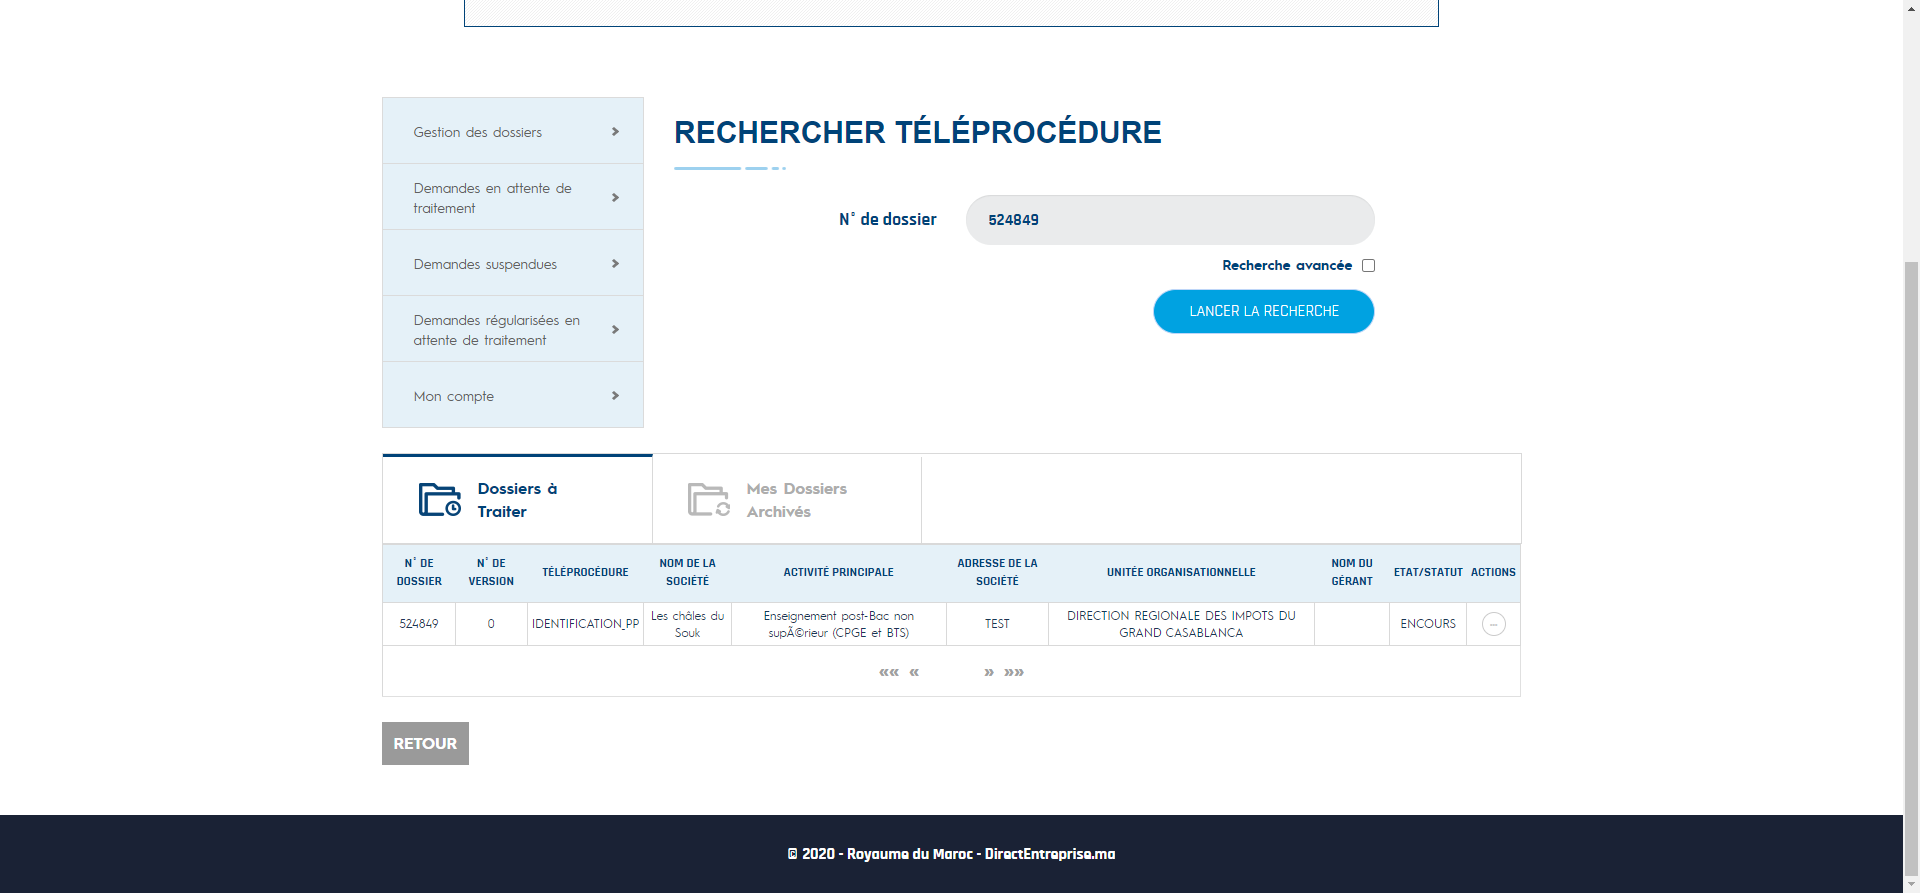 Gestion des dossiers
Demandes en attente de
traitement
Demandes suspendues
Demandes régularisées en
attente de traitement
Mon compte
RECHERCHER TÉLÉPROCÉDURE
N° de dossier
524849
Recherche avancée
LANCER LA RECHERCHE
Dossiers à
Traiter
Mes Dossiers
Archivés
N° DE
DOSSIER
N° DE
VERSION
TÉLÉPROCÉDURE
NOM DE LA
SOCIÉTÉ
ACTIVITÉ PRINCIPALE
ADRESSE DE LA
SOCIÉTÉ
UNITÉE ORGANISATIONNELLE
NOM DU
GÉRANT
ETAT/STATUT
ACTIONS
524849
0
IDENTIFICATION_PP
Les châles du
Souk
Enseignement post-Bac non
supÃ©rieur (CPGE et BTS)
TEST
DIRECTION REGIONALE DES IMPOTS DU
GRAND CASABLANCA
ENCOURS
«« « » »»
RETOUR
© 2020 - Royaume du Maroc - DirectEntreprise.ma